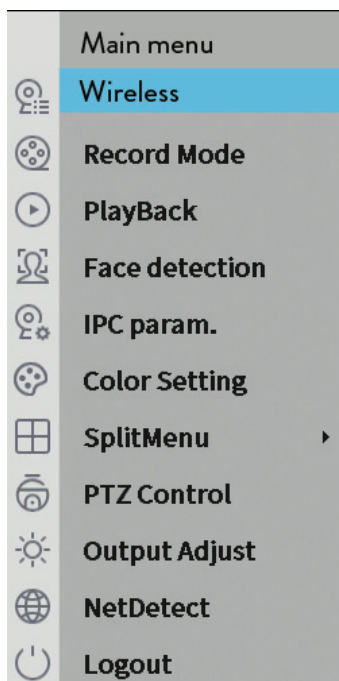 Main menu
Wireless
Record Mode
PlayBack
Face detection
IPC param.
Color Setting
SplitMenu
PTZ Control
Output Adjust
NetDetect
Logout